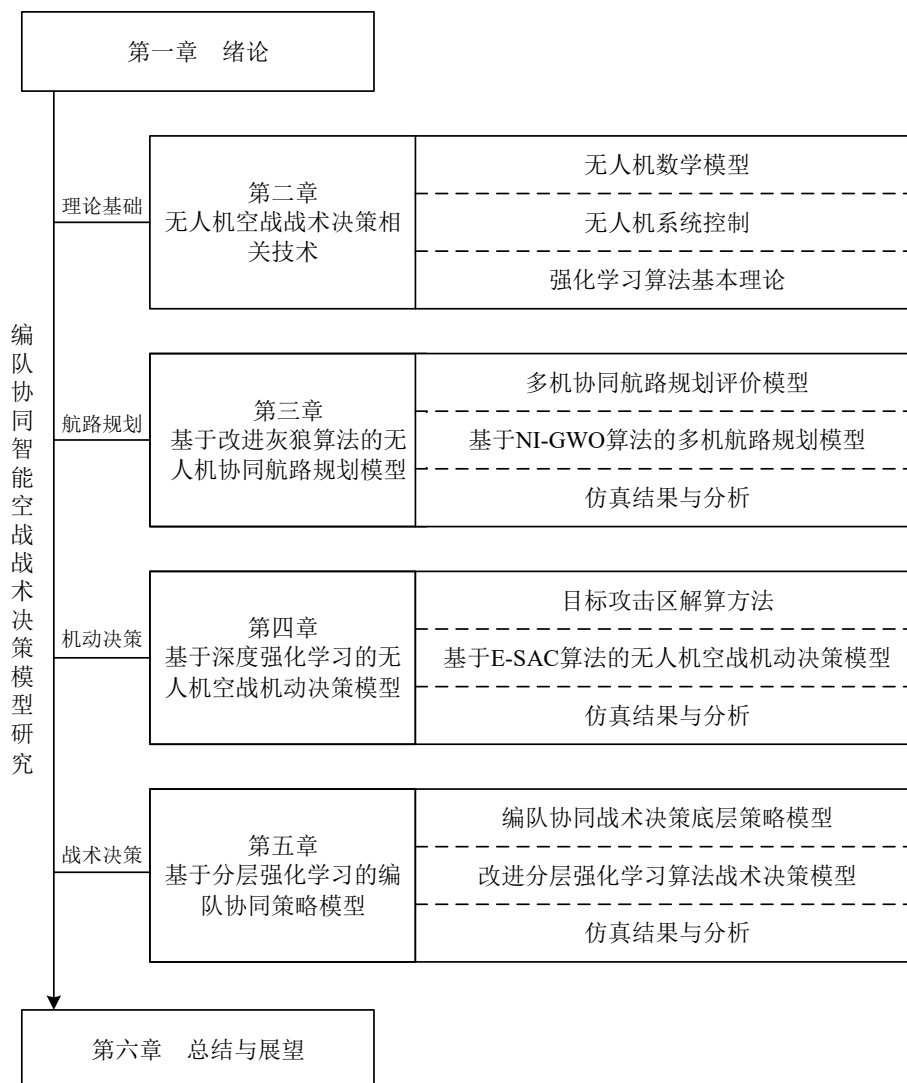 第一章 绪论
编队协同智能空战战术决策模型研究
理论基础
第二章
无人机空战战术决策相
关技术
无人机数学模型
无人机系统控制
强化学习算法基本理论
航路规划
第三章
基于改进灰狼算法的无
人机协同航路规划模型
多机协同航路规划评价模型
基于NI-GWO算法的多机航路规划模型
仿真结果与分析
机动决策
第四章
基于深度强化学习的无
人机空战机动决策模型
目标攻击区解算方法
基于E-SAC算法的无人机空战机动决策模型
仿真结果与分析
战术决策
第五章
基于分层强化学习的编
队协同策略模型
编队协同战术决策底层策略模型
改进分层强化学习算法战术决策模型
仿真结果与分析
第六章 总结与展望